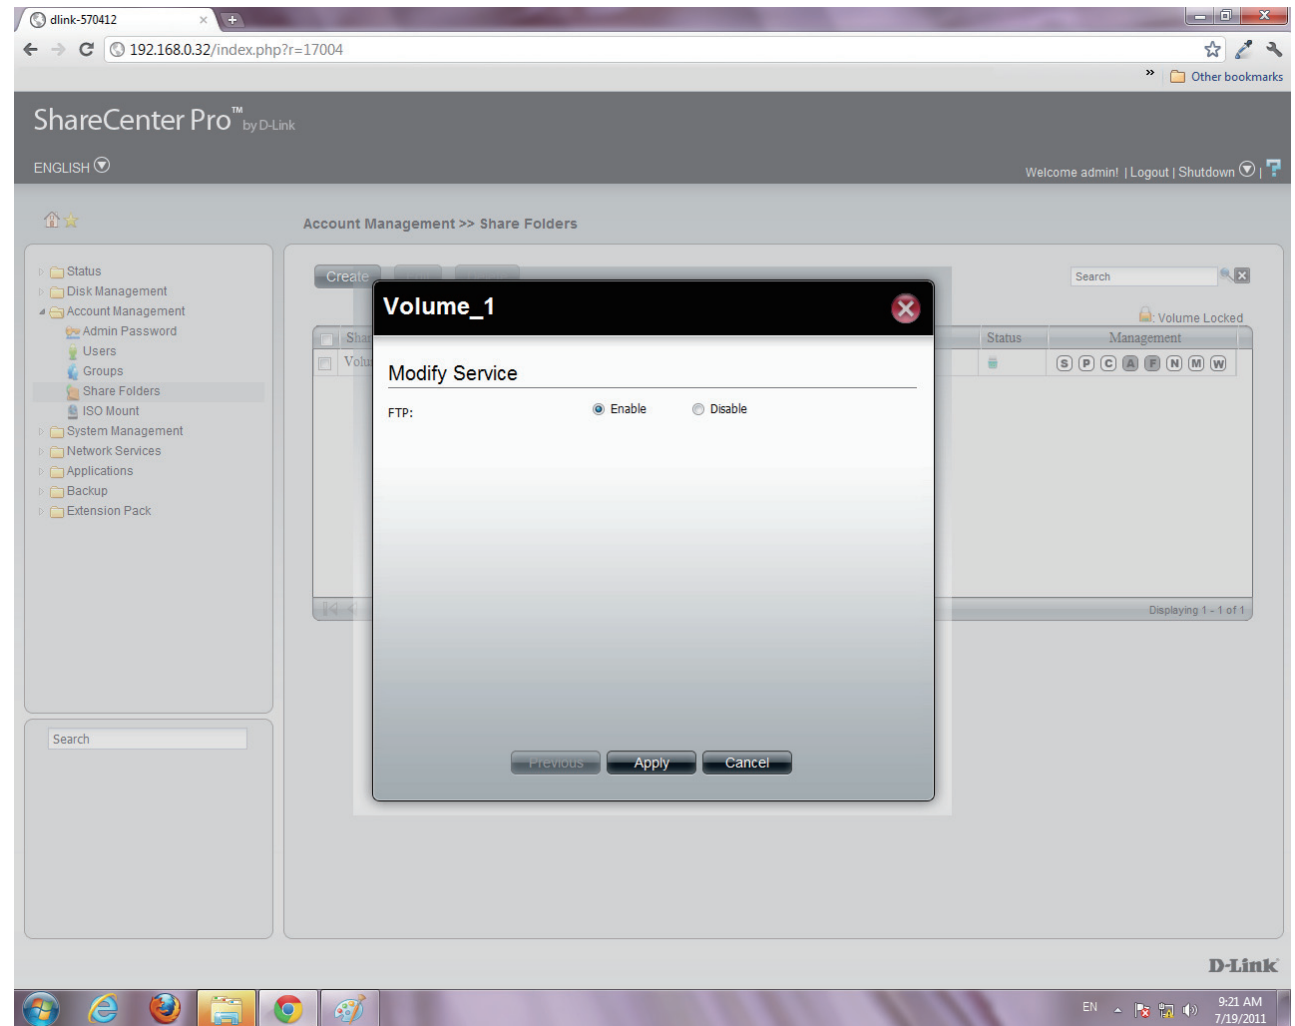 dlink-570412
192.168.0.32/index.php?r=17004
Other bookmarks
ShareCenter Pro™ by D-Link
ENGLISH
Welcome admin! | Logout | Shutdown | ?
Account Management >> Share Folders
Status
Disk Management
Account Management
Admin Password
Users
Groups
Share Folders
ISO Mount
System Management
Network Services
Applications
Backup
Extension Pack
Search
Create
Search
: Volume Locked
Status Management
S P C A F N M W
Volume_1
Modify Service
FTP: Enable Disable
Previous Apply Cancel
Displaying 1 - 1 of 1
D-Link
EN
9:21 AM
7/19/2011